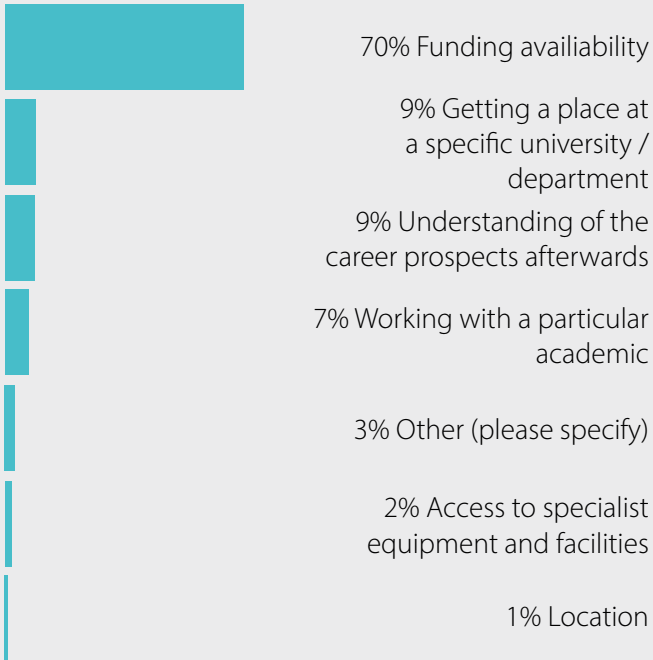 70% Funding availiability
9% Getting a place at
a specific university /
department
9% Understanding of the
career prospects afterwards
7% Working with a particular
academic
3% Other (please specify)
2% Access to specialist
equipment and facilities
1% Location